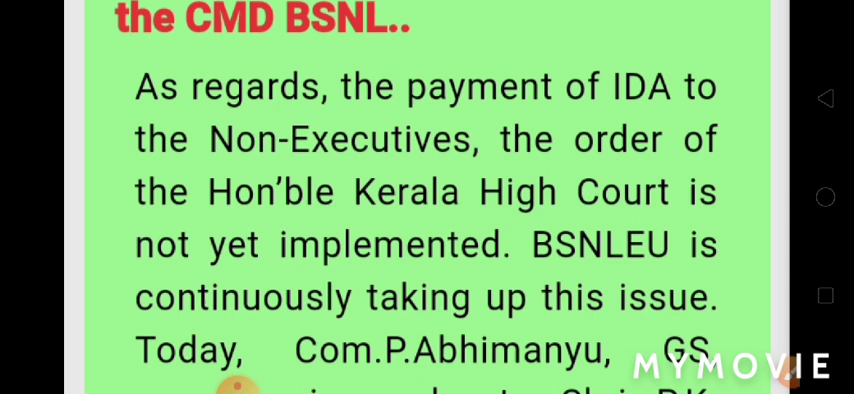 the CMD BSNL..
As regards, the payment of IDA to
the Non-Executives, the order of
the Hon'ble Kerala High Court is
not yet implemented. BSNLEU is
continuously taking up this issue.
Today, Com.P.Abhimanyu, GS,
MYMOVIE